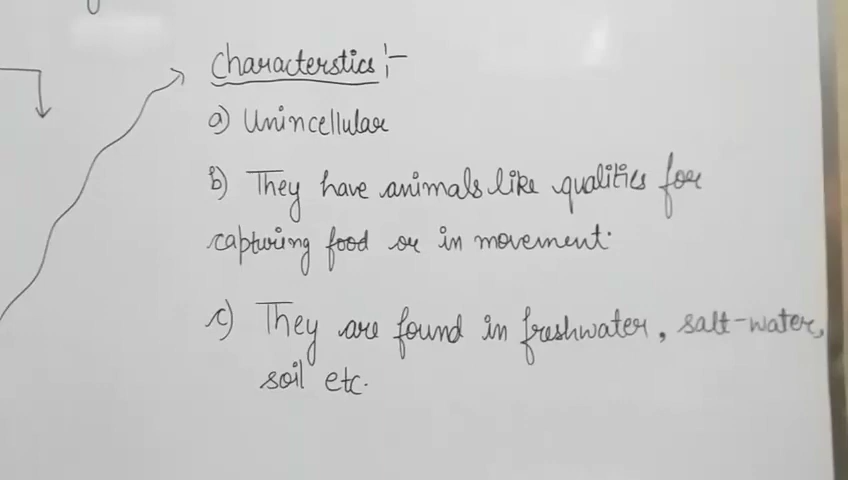 Characterstics :-
a) Unincellular
b) They have animals like qualities for
capturing food or in movement.
c) They are found in freshwater, salt-water,
soil etc.